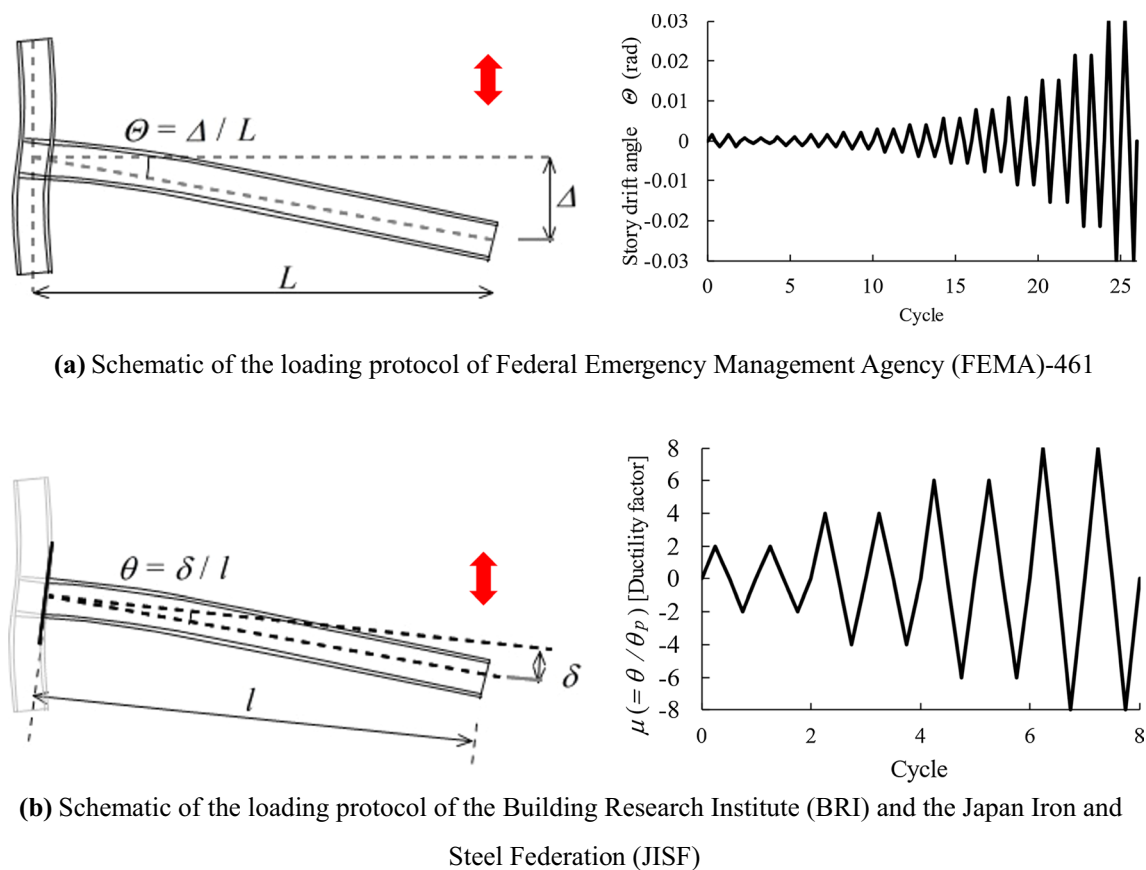 Θ = Δ / L
Δ
L
Story drift angle Θ (rad)
0.03
0.02
0.01
0
-0.01
-0.02
-0.03
0 5 10 15 20 25
Cycle
(a) Schematic of the loading protocol of Federal Emergency Management Agency (FEMA)-461
θ = δ / l
δ
l
μ (= θ / θp ) [Ductility factor]
8
6
4
2
0
-2
-4
-6
-8
0 2 4 6 8
Cycle
(b) Schematic of the loading protocol of the Building Research Institute (BRI) and the Japan Iron and
Steel Federation (JISF)